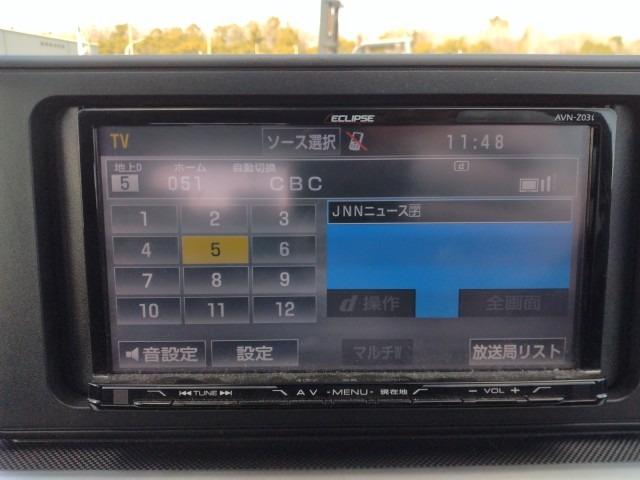 ECLIPSE AVN-Z03i
TV ソース選択 11:48
地上D ホーム 自動切換
5 051 CBC
1 2 3
JNNニュース字
4 5 6
7 8 9
d 操作 全画面
10 11 12
音設定 設定 マルチW 放送局リスト
TUNE AV -MENU- 現在地 - VOL +